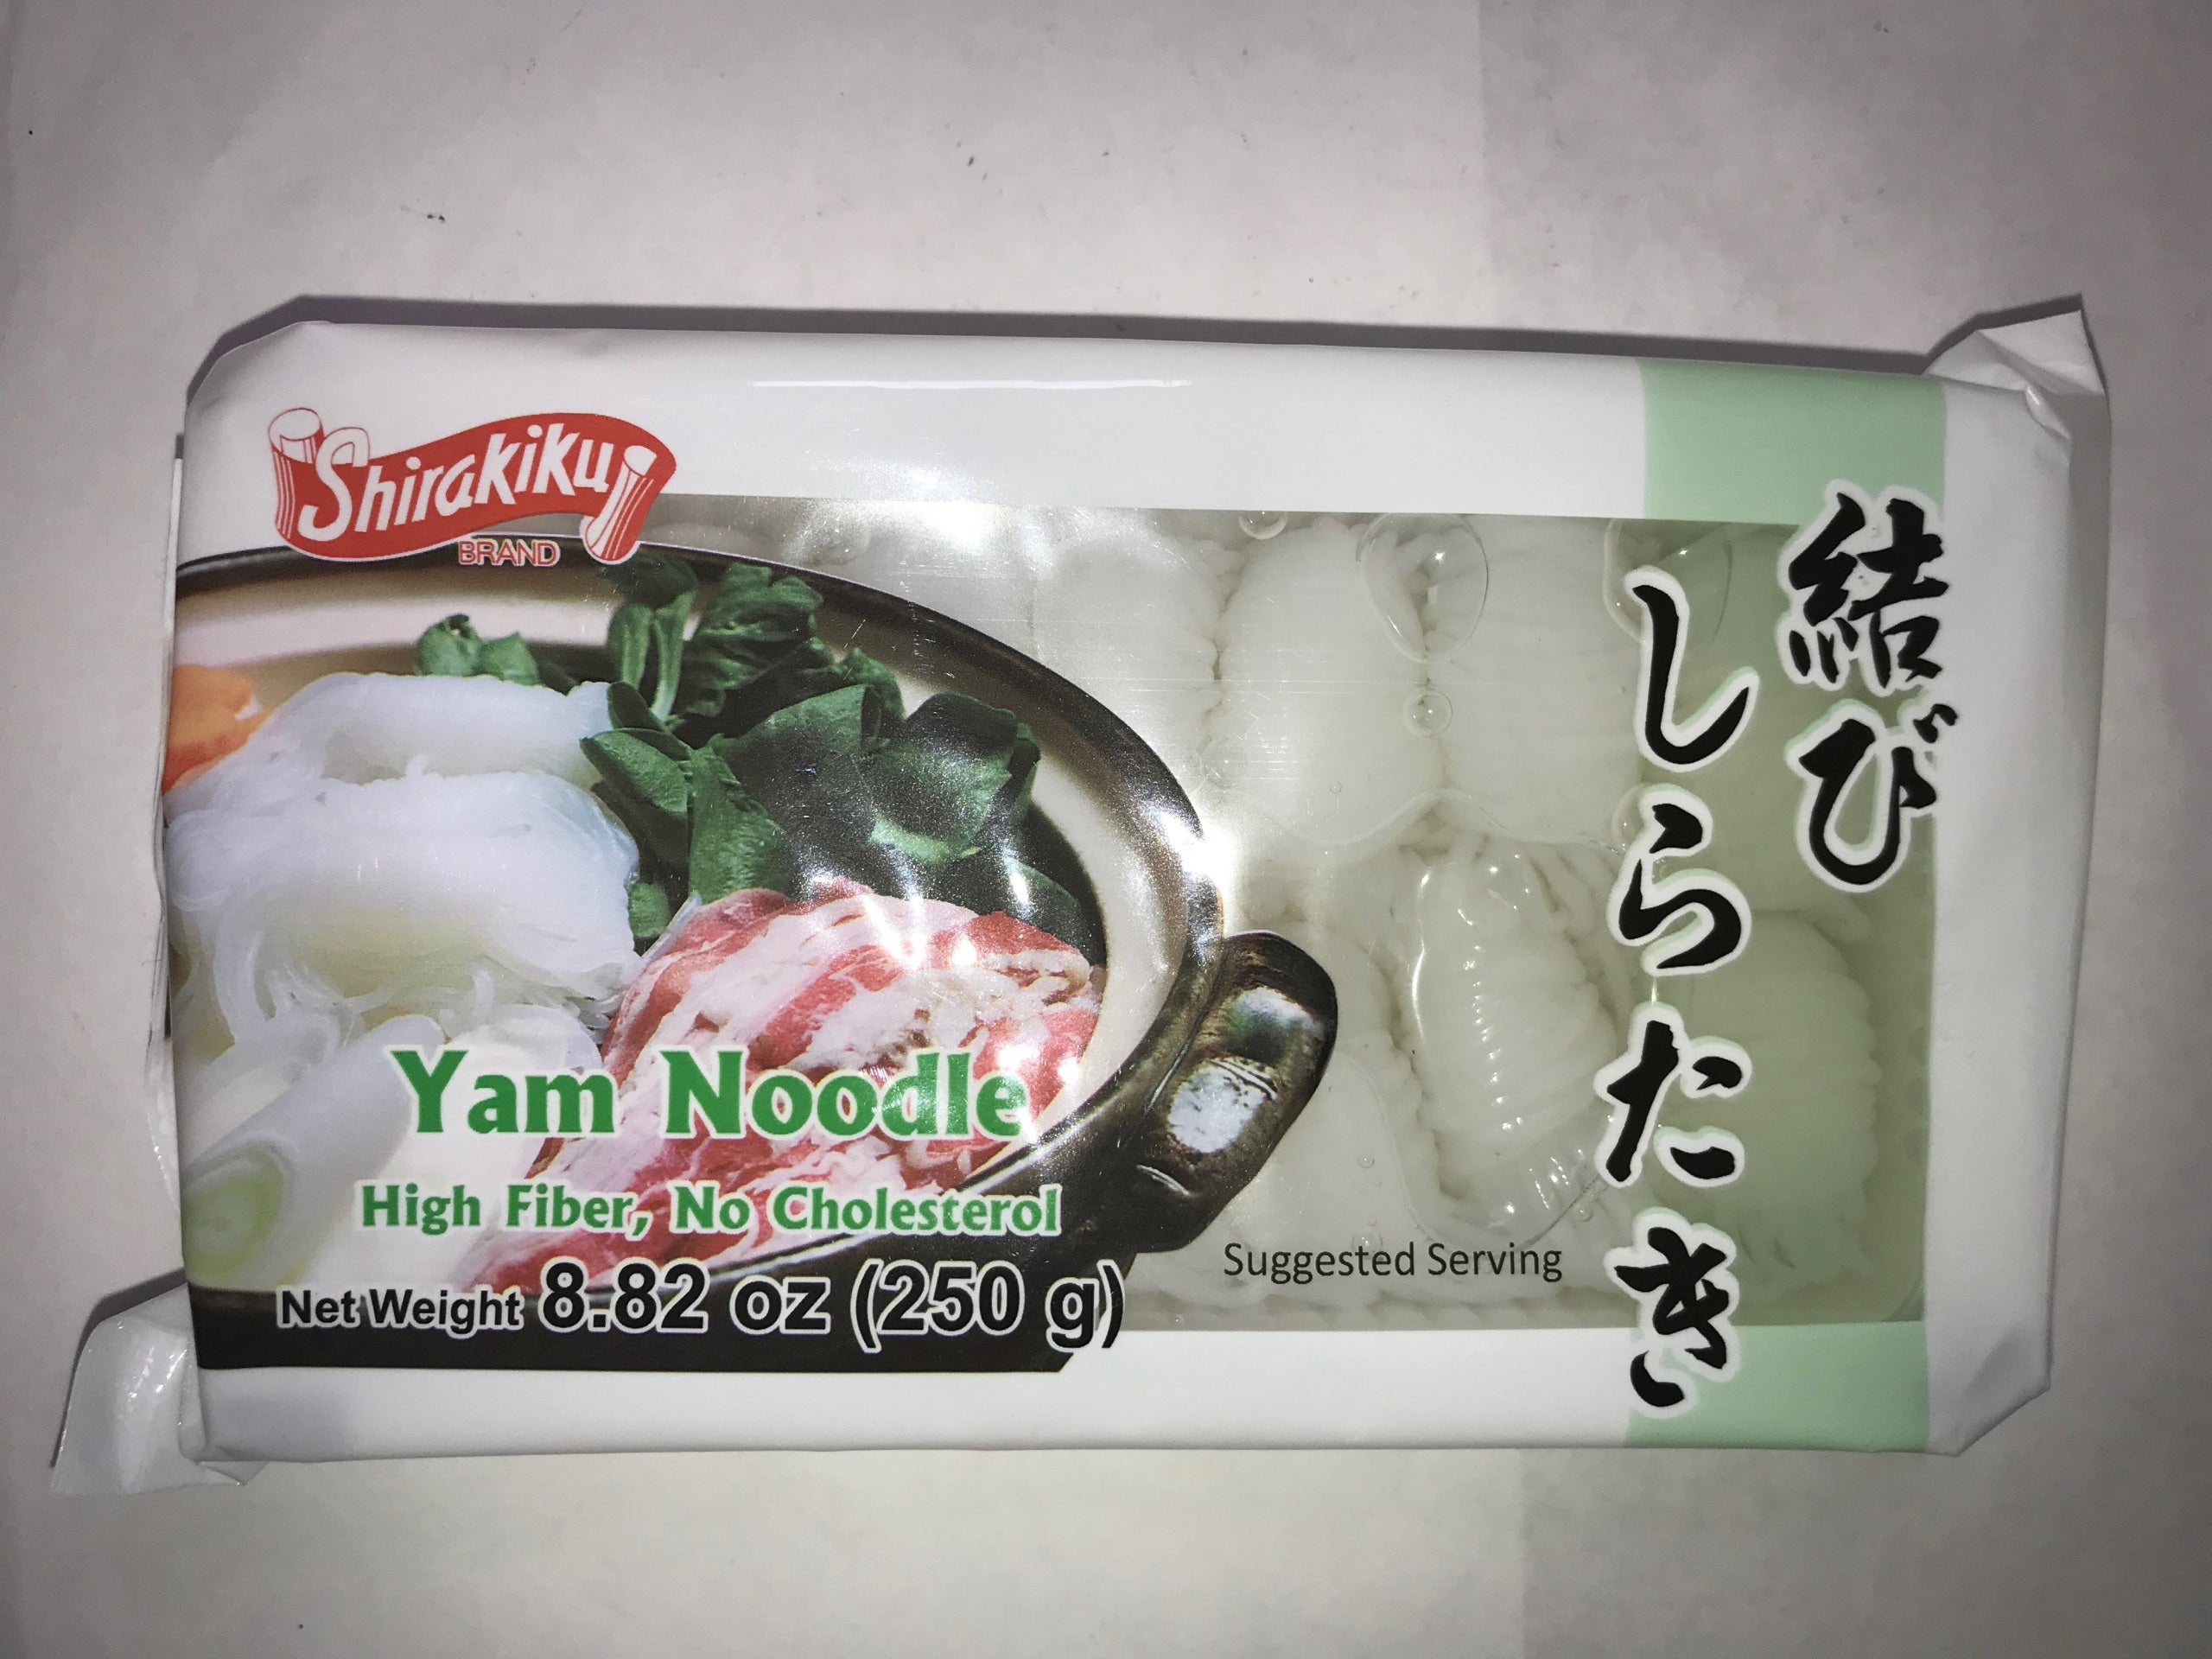 Shirakiku
BRAND
結び
しらたき
Yam Noodle
High Fiber, No Cholesterol
Net Weight 8.82 oz (250 g)
Suggested Serving